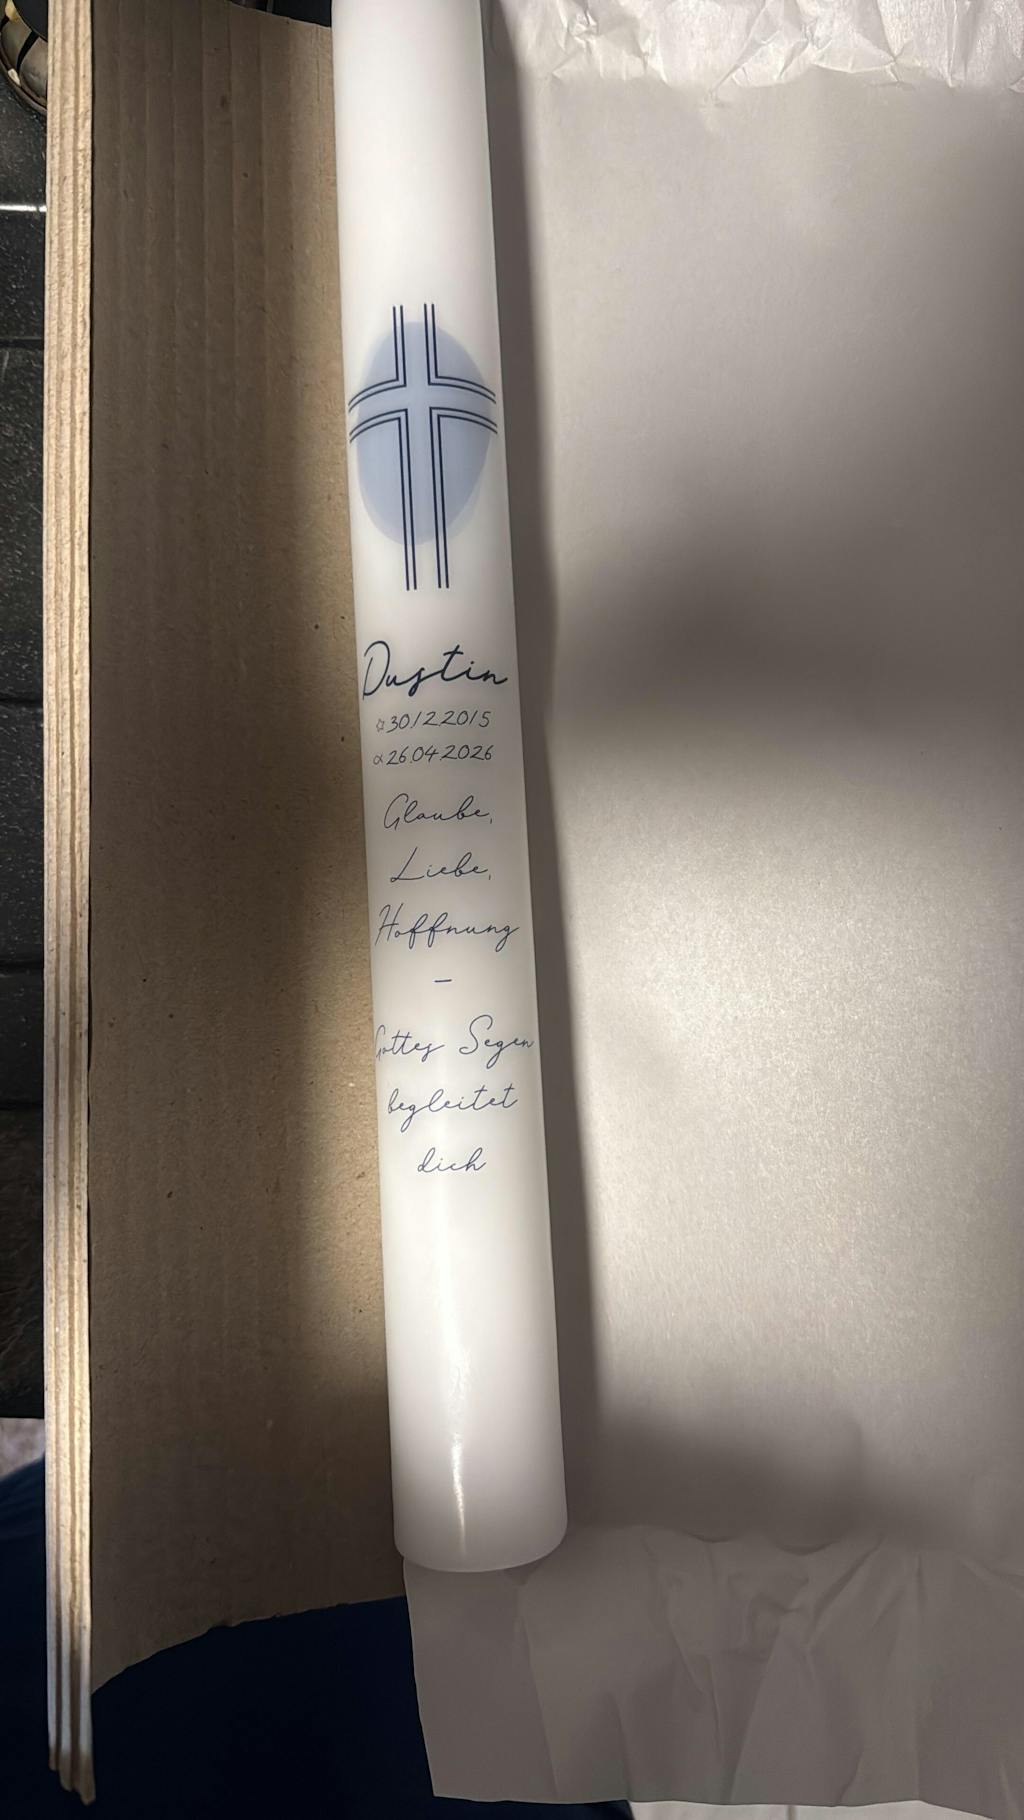 Dustin
☆30.12.2015
∝26.04.2026
Glaube,
Liebe,
Hoffnung
–
Gottes Segen
begleitet
dich